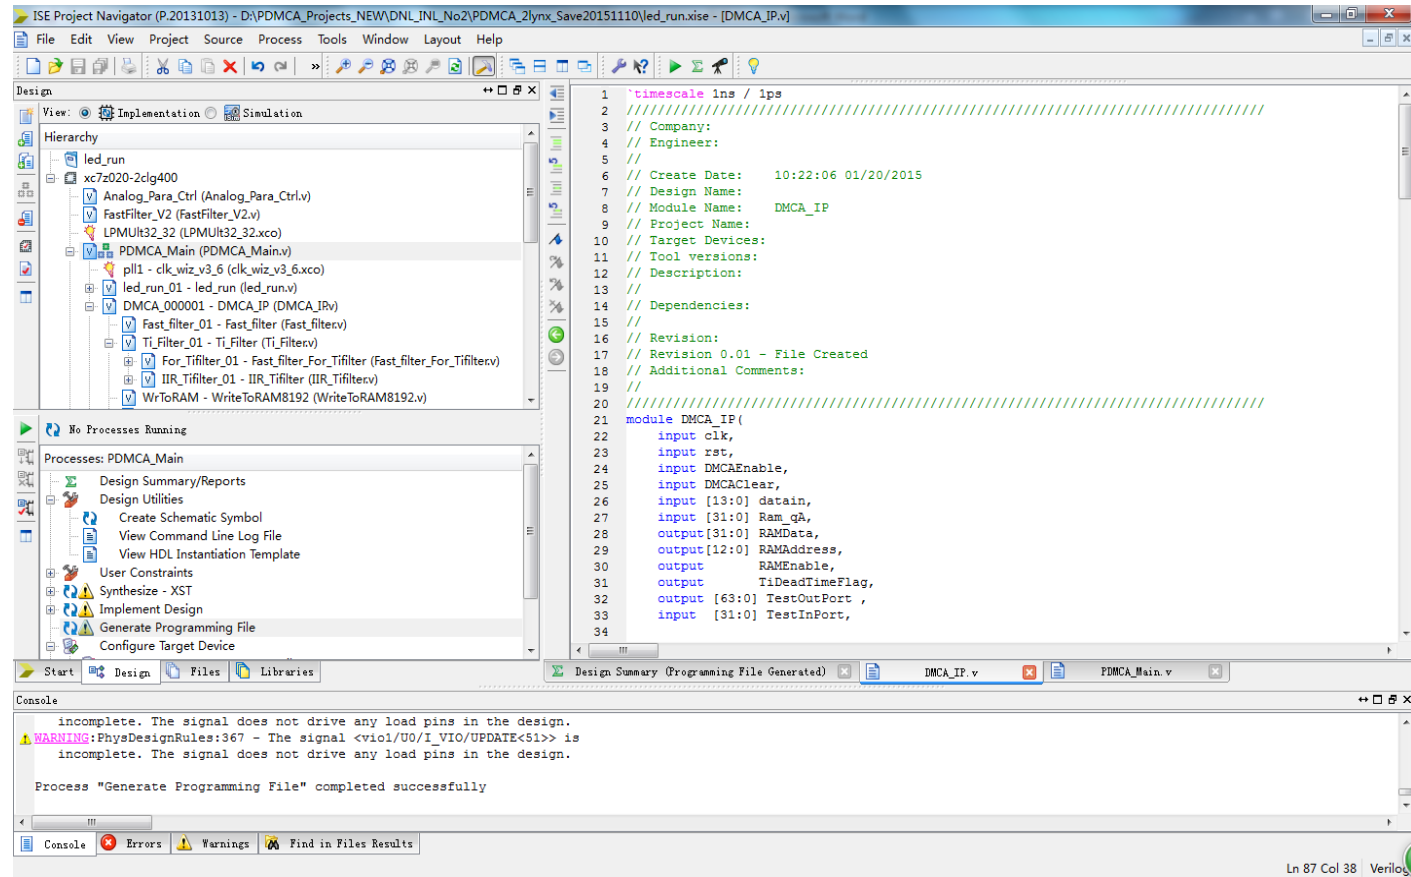 ISE Project Navigator (P.20131013) - D:\PDMCA_Projects_NEW\DNL_INL_No2\PDMCA_2lynx_Save20151110\led_run.xise - [DMCA_IP.v]
File Edit View Project Source Process Tools Window Layout Help
Design
View: Implementation Simulation
Hierarchy
led_run
xc7z020-2clg400
Analog_Para_Ctrl (Analog_Para_Ctrl.v)
FastFilter_V2 (FastFilter_V2.v)
LPMUlt32_32 (LPMUlt32_32.xco)
PDMCA_Main (PDMCA_Main.v)
pll1 - clk_wiz_v3_6 (clk_wiz_v3_6.xco)
led_run_01 - led_run (led_run.v)
DMCA_000001 - DMCA_IP (DMCA_IP.v)
Fast_filter_01 - Fast_filter (Fast_filter.v)
Ti_Filter_01 - Ti_Filter (Ti_Filter.v)
For_Tifilter_01 - Fast_filter_For_Tifilter (Fast_filter_For_Tifilter.v)
IIR_Tifilter_01 - IIR_Tifilter (IIR_Tifilter.v)
WrToRAM - WriteToRAM8192 (WriteToRAM8192.v)
No Processes Running
Processes: PDMCA_Main
Design Summary/Reports
Design Utilities
Create Schematic Symbol
View Command Line Log File
View HDL Instantiation Template
User Constraints
Synthesize - XST
Implement Design
Generate Programming File
Configure Target Device
Start Design Files Libraries
1 `timescale 1ns / 1ps
2 //////////////////////////////////////////////////////////////////////////////////
3 // Company:
4 // Engineer:
5 //
6 // Create Date: 10:22:06 01/20/2015
7 // Design Name:
8 // Module Name: DMCA_IP
9 // Project Name:
10 // Target Devices:
11 // Tool versions:
12 // Description:
13 //
14 // Dependencies:
15 //
16 // Revision:
17 // Revision 0.01 - File Created
18 // Additional Comments:
19 //
20 //////////////////////////////////////////////////////////////////////////////////
21 module DMCA_IP(
22 input clk,
23 input rst,
24 input DMCAEnable,
25 input DMCAClear,
26 input [13:0] datain,
27 input [31:0] Ram_qA,
28 output[31:0] RAMData,
29 output[12:0] RAMAddress,
30 output RAMEnable,
31 output TiDeadTimeFlag,
32 output [63:0] TestOutPort ,
33 input [31:0] TestInPort,
34
Design Summary (Programming File Generated) DMCA_IP.v PDMCA_Main.v
Console
incomplete. The signal does not drive any load pins in the design.
WARNING:PhysDesignRules:367 - The signal <vio1/U0/I_VIO/UPDATE<51>> is
incomplete. The signal does not drive any load pins in the design.
Process "Generate Programming File" completed successfully
Console Errors Warnings Find in Files Results
Ln 87 Col 38 Verilog